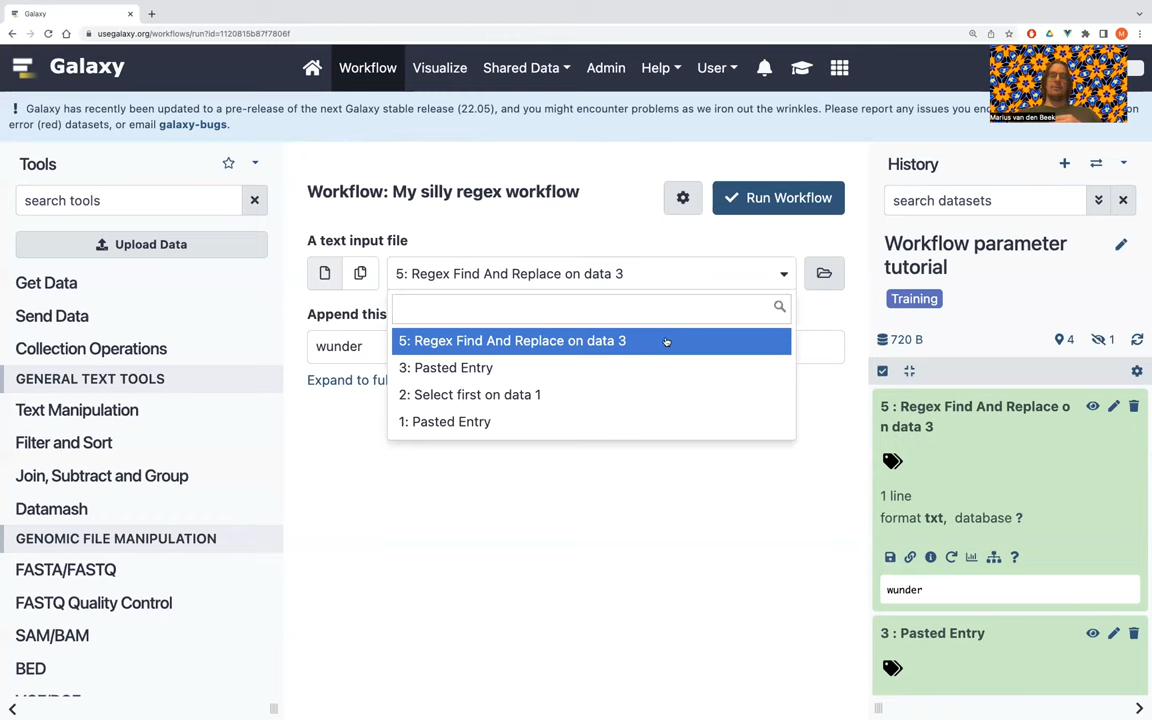 Galaxy
usegalaxy.org/workflows/run?id=1120815b87f7806f
M
Galaxy
Workflow
Visualize
Shared Data
Admin
Help
User
Marius van den Beek
! Galaxy has recently been updated to a pre-release of the next Galaxy stable release (22.05), and you might encounter problems as we iron out the wrinkles. Please report any issues you en
on
error (red) datasets, or email galaxy-bugs.
Tools
search tools
Upload Data
Get Data
Send Data
Collection Operations
GENERAL TEXT TOOLS
Text Manipulation
Filter and Sort
Join, Subtract and Group
Datamash
GENOMIC FILE MANIPULATION
FASTA/FASTQ
FASTQ Quality Control
SAM/BAM
BED
Workflow: My silly regex workflow
Run Workflow
A text input file
5: Regex Find And Replace on data 3
5: Regex Find And Replace on data 3
3: Pasted Entry
2: Select first on data 1
1: Pasted Entry
Append this
wunder
Expand to ful
History
search datasets
Workflow parameter
tutorial
Training
720 B
4
1
5 : Regex Find And Replace o
n data 3
1 line
format txt, database ?
wunder
3 : Pasted Entry